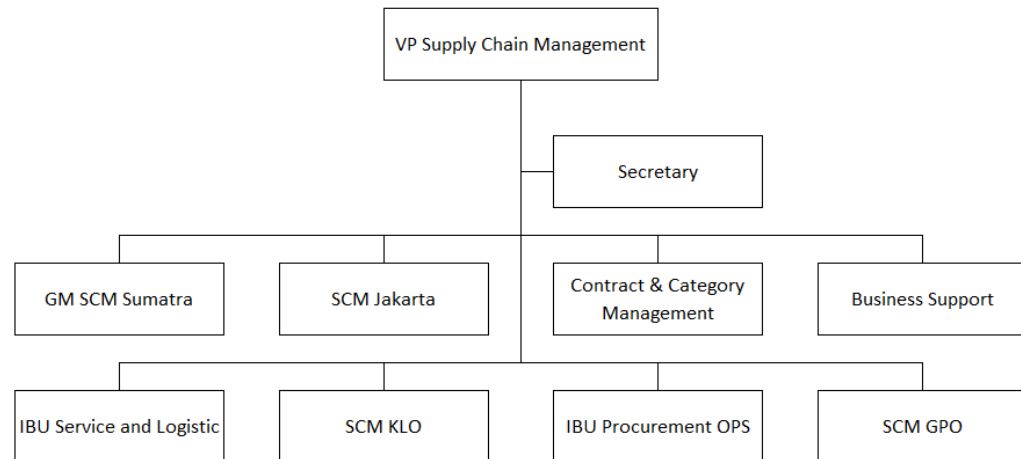 VP Supply Chain Management
Secretary
GM SCM Sumatra
SCM Jakarta
Contract & Category
Management
Business Support
IBU Service and Logistic
SCM KLO
IBU Procurement OPS
SCM GPO